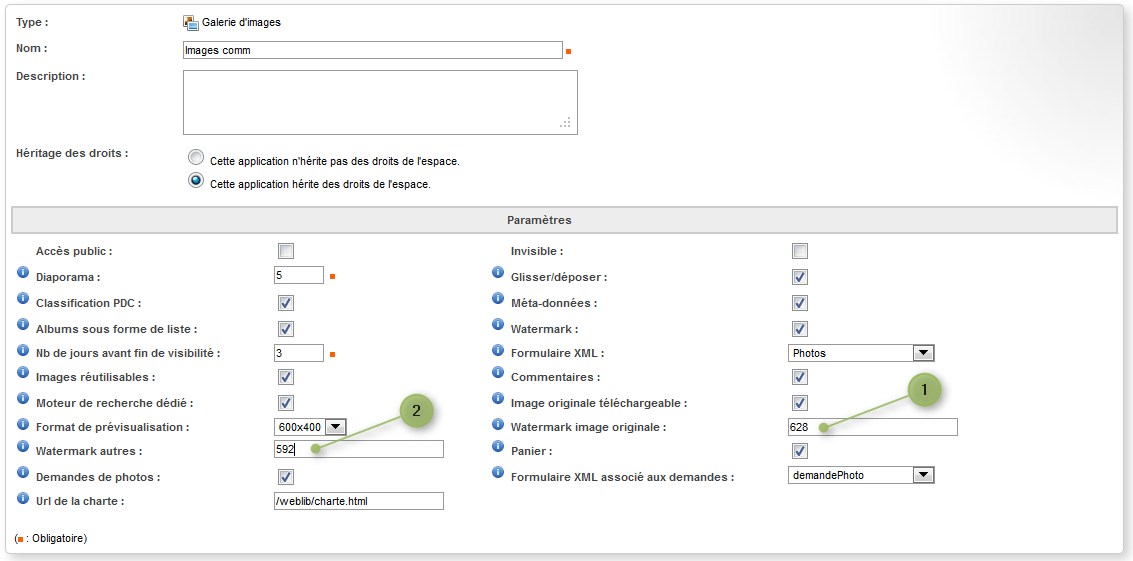 Type : Galerie d'images
Nom : Images comm
Description :
Héritage des droits : Cette application n'hérite pas des droits de l'espace.
Cette application hérite des droits de l'espace.
Paramètres
Accès public : Invisible :
Diaporama : 5 Glisser/déposer :
Classification PDC : Méta-données :
Albums sous forme de liste : Watermark :
Nb de jours avant fin de visibilité : 3 Formulaire XML : Photos
Images réutilisables : Commentaires : 1
Moteur de recherche dédié : 2 Image originale téléchargeable :
Format de prévisualisation : 600x400 Watermark image originale : 628
Watermark autres : 592 Panier :
Demandes de photos : Formulaire XML associé aux demandes : demandePhoto
Url de la charte : /weblib/charte.html
( : Obligatoire)